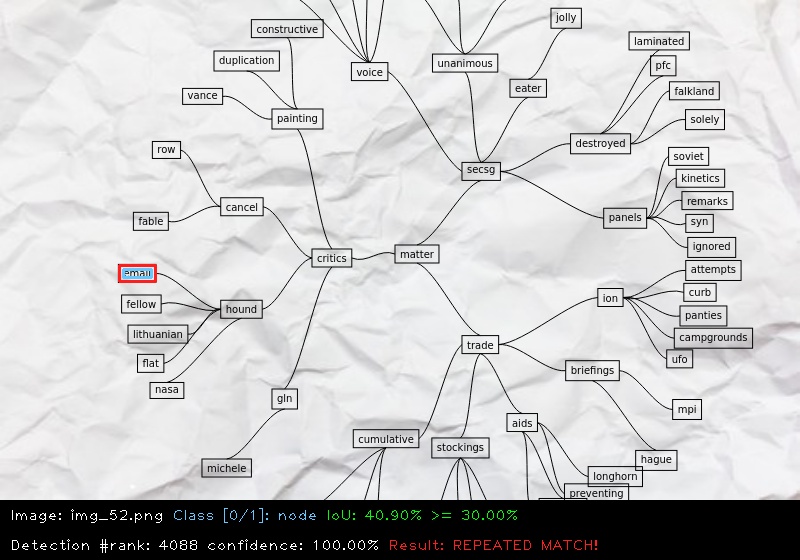 jolly
constructive
laminated
duplication
voice
unanimous
pfc
eater
falkland
vance
painting
solely
destroyed
row
soviet
secsg
kinetics
cancel
remarks
fable
panels
syn
ignored
critics
matter
email
attempts
fellow
hound
ion
curb
panties
lithuanian
trade
campgrounds
flat
ufo
nasa
briefings
gln
mpi
aids
cumulative
stockings
hague
michele
longhorn
preventing
Image: img_52.png Class [0/1]: node IoU: 40.90% >= 30.00%
Detection #rank: 4088 confidence: 100.00% Result: REPEATED MATCH!